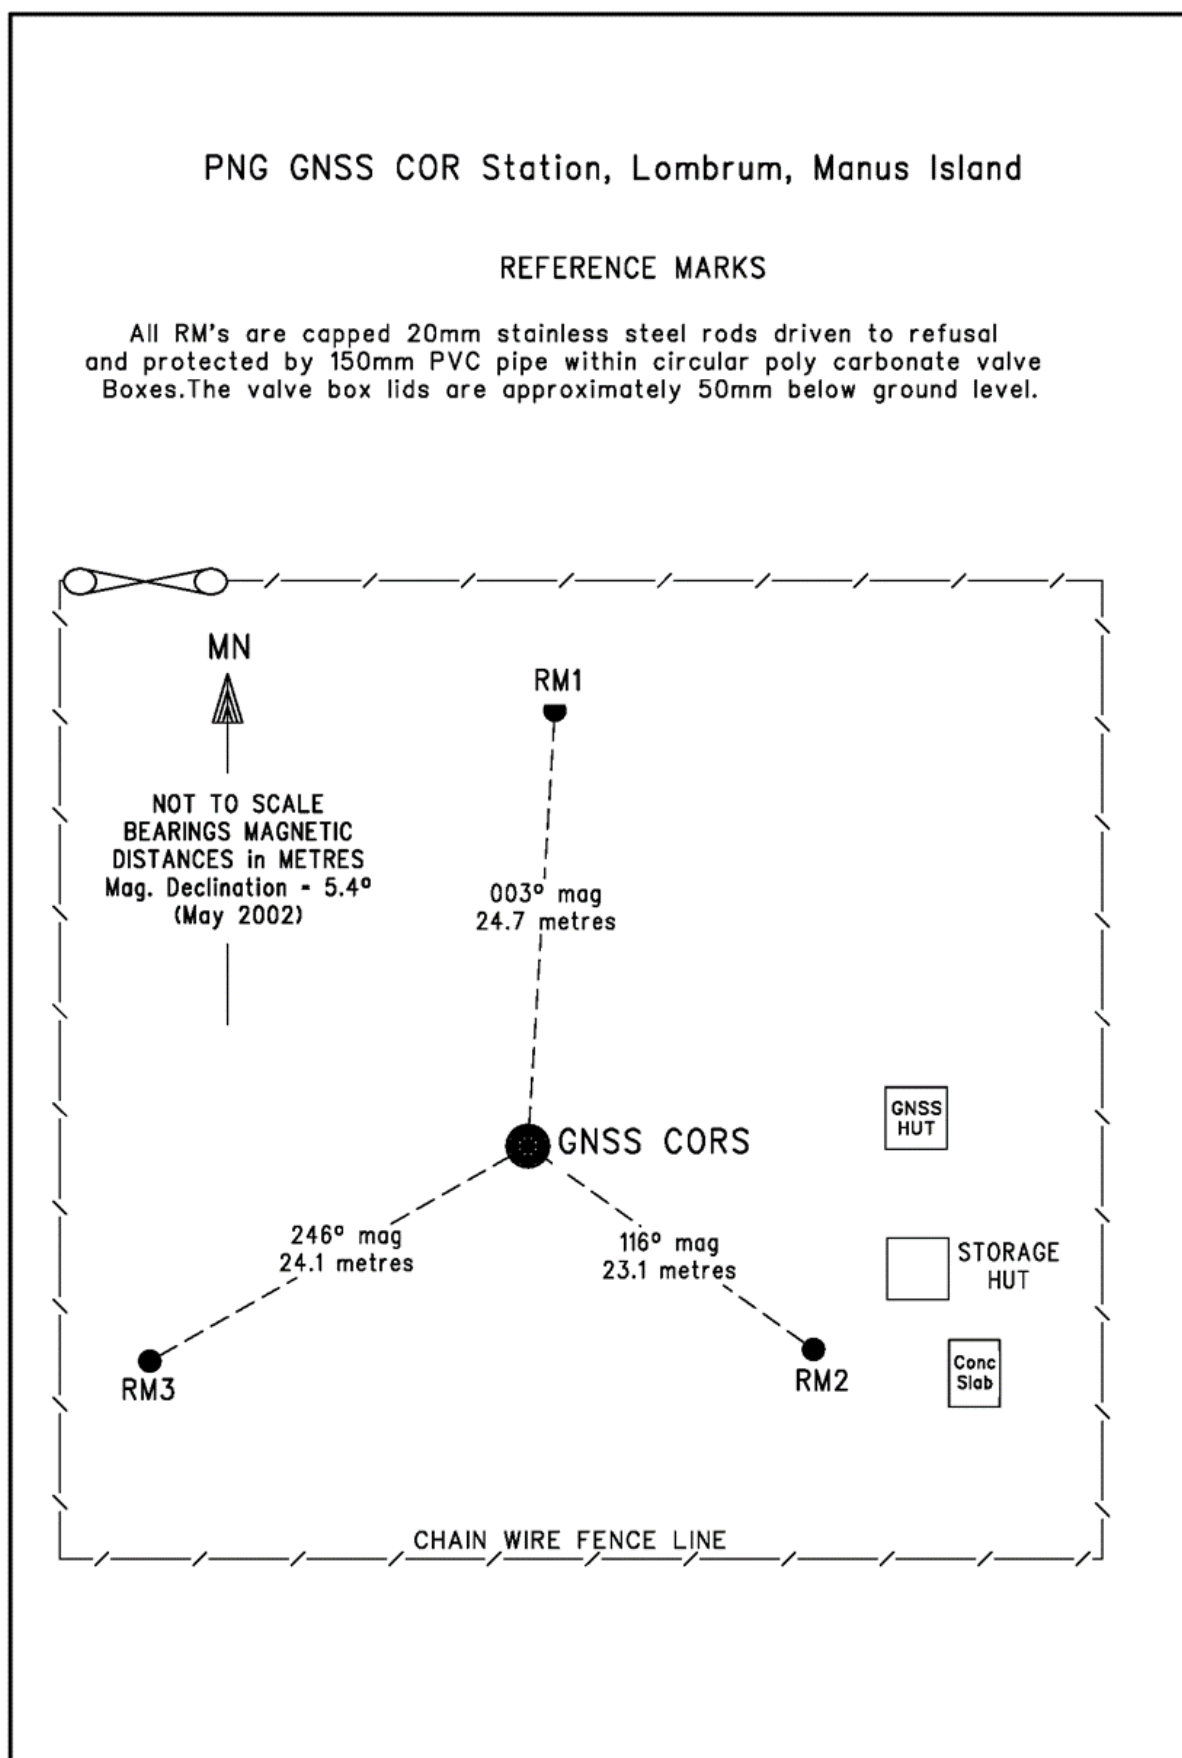 PNG GNSS COR Station, Lombrum, Manus Island
REFERENCE MARKS
All RM's are capped 20mm stainless steel rods driven to refusal
and protected by 150mm PVC pipe within circular poly carbonate valve
Boxes.The valve box lids are approximately 50mm below ground level.
MN
RM1
NOT TO SCALE
BEARINGS MAGNETIC
DISTANCES in METRES
Mag. Declination - 5.4º
(May 2002)
003º mag
24.7 metres
GNSS
HUT
GNSS CORS
246º mag
24.1 metres
116º mag
23.1 metres
STORAGE
HUT
Conc
Slab
RM3
RM2
CHAIN WIRE FENCE LINE